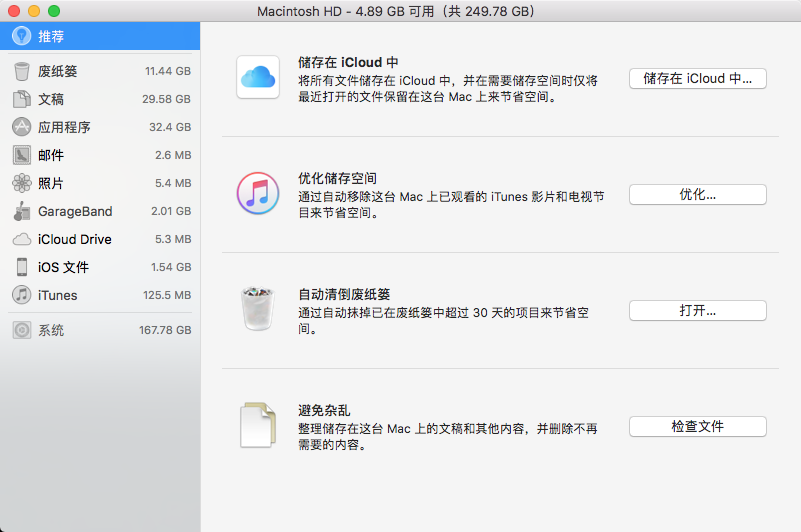 Macintosh HD - 4.89 GB 可用（共 249.78 GB）
推荐
废纸篓 11.44 GB
文稿 29.58 GB
应用程序 32.4 GB
邮件 2.6 MB
照片 5.4 MB
GarageBand 2.01 GB
iCloud Drive 5.3 MB
iOS 文件 1.54 GB
iTunes 125.5 MB
系统 167.78 GB
储存在 iCloud 中
将所有文件储存在 iCloud 中，并在需要储存空间时仅将
最近打开的文件保留在这台 Mac 上来节省空间。
储存在 iCloud 中...
优化储存空间
通过自动移除这台 Mac 上已观看的 iTunes 影片和电视节
目来节省空间。
优化...
自动清倒废纸篓
通过自动抹掉已在废纸篓中超过 30 天的项目来节省空
间。
打开...
避免杂乱
整理储存在这台 Mac 上的文稿和其他内容，并删除不再
需要的内容。
检查文件